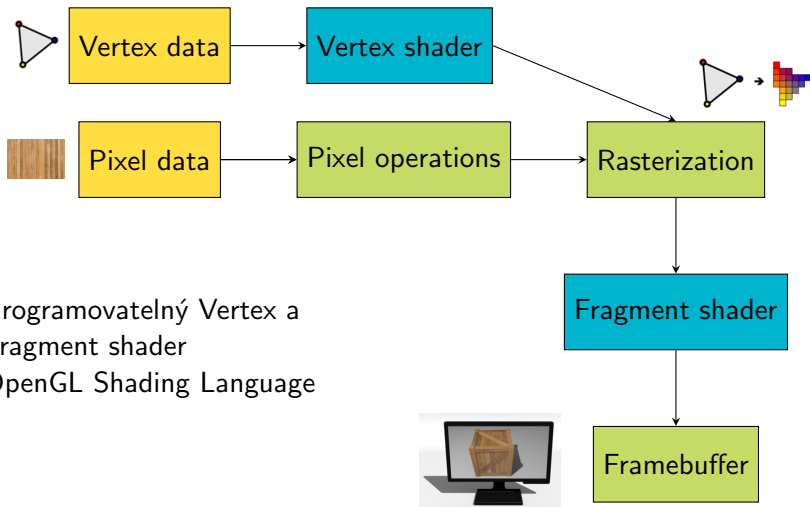 Vertex data
Vertex shader
Pixel data
Pixel operations
Rasterization
rogramovatelný Vertex a
ragment shader
OpenGL Shading Language
Fragment shader
Framebuffer